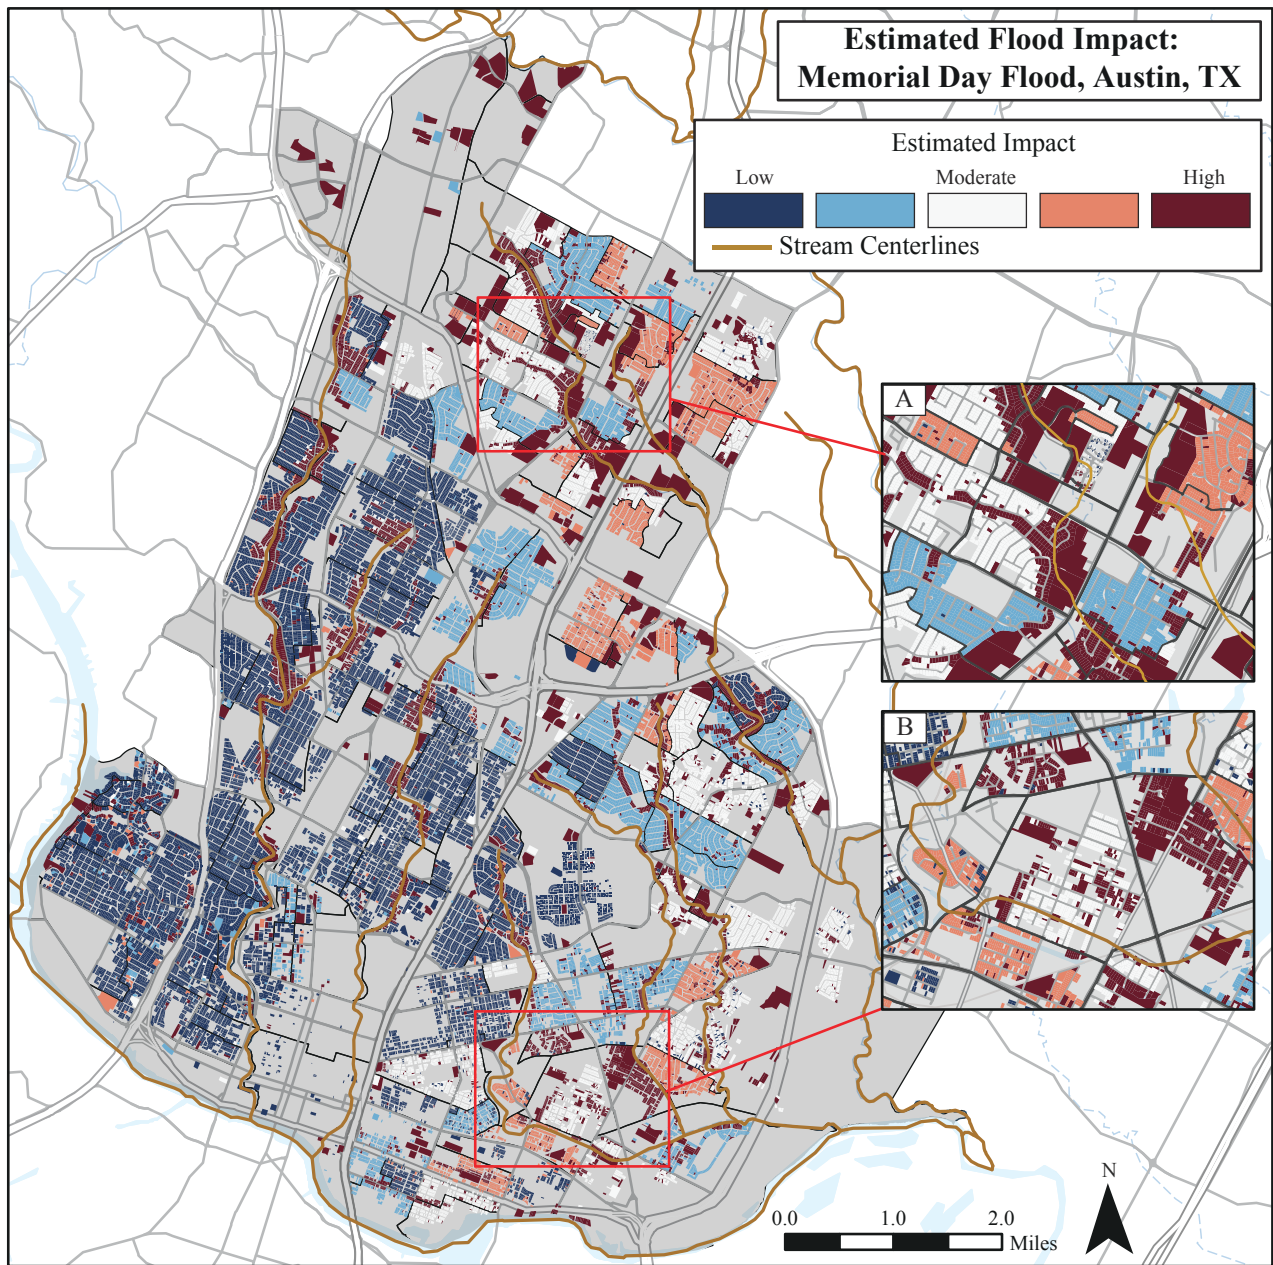 Estimated Flood Impact:
Memorial Day Flood, Austin, TX
Estimated Impact
Low Moderate High
Stream Centerlines
A
B
N
0.0 1.0 2.0
Miles